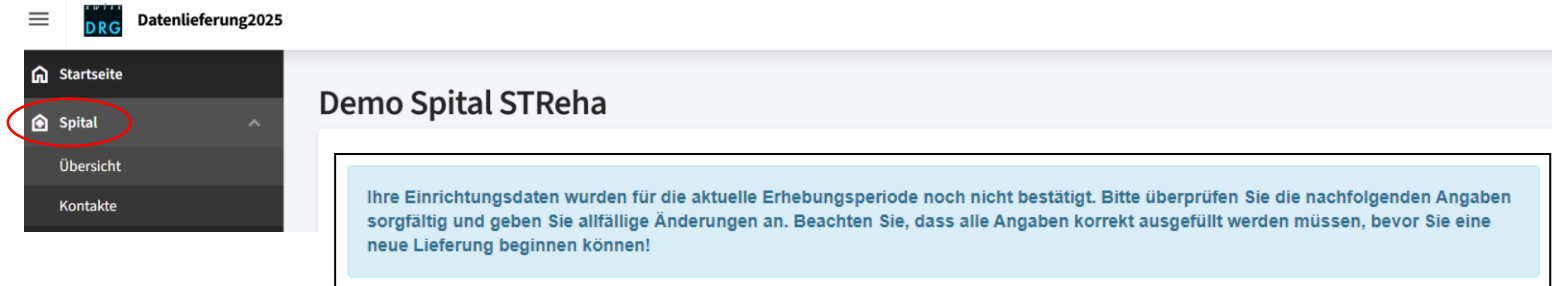 DRG Datenlieferung2025
Startseite
Spital
Übersicht
Kontakte
Demo Spital STReha
Ihre Einrichtungsdaten wurden für die aktuelle Erhebungsperiode noch nicht bestätigt. Bitte überprüfen Sie die nachfolgenden Angaben
sorgfältig und geben Sie allfällige Änderungen an. Beachten Sie, dass alle Angaben korrekt ausgefüllt werden müssen, bevor Sie eine
neue Lieferung beginnen können!